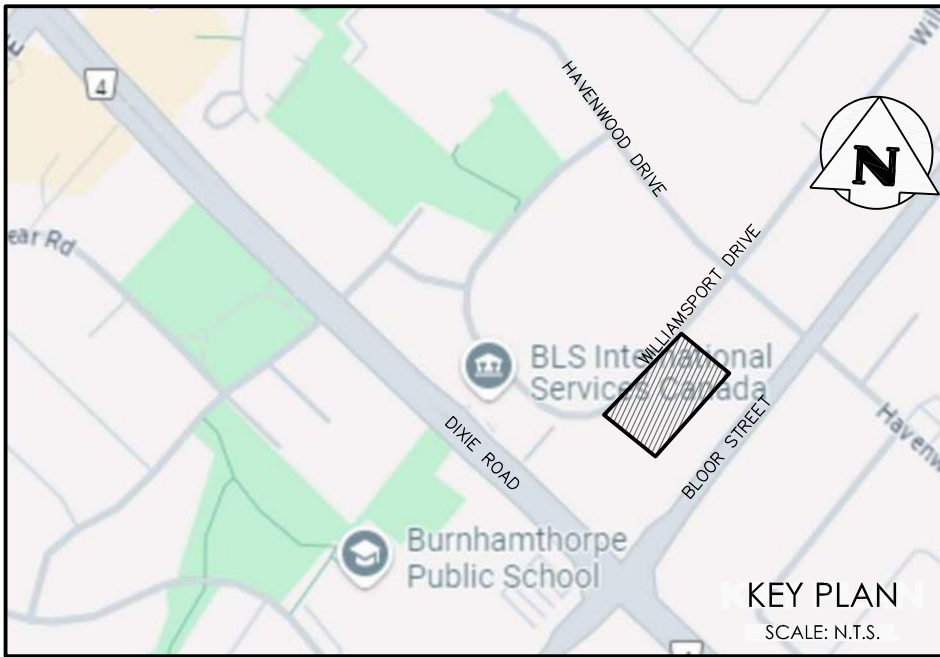 4
HAVENWOOD DRIVE
N
ear Rd
WILLIAMSPORT DRIVE
BLS International
Services Canada
DIXIE ROAD
BLOOR STREET
Havenw
Burnhamthorpe
Public School
KEY PLAN
SCALE: N.T.S.